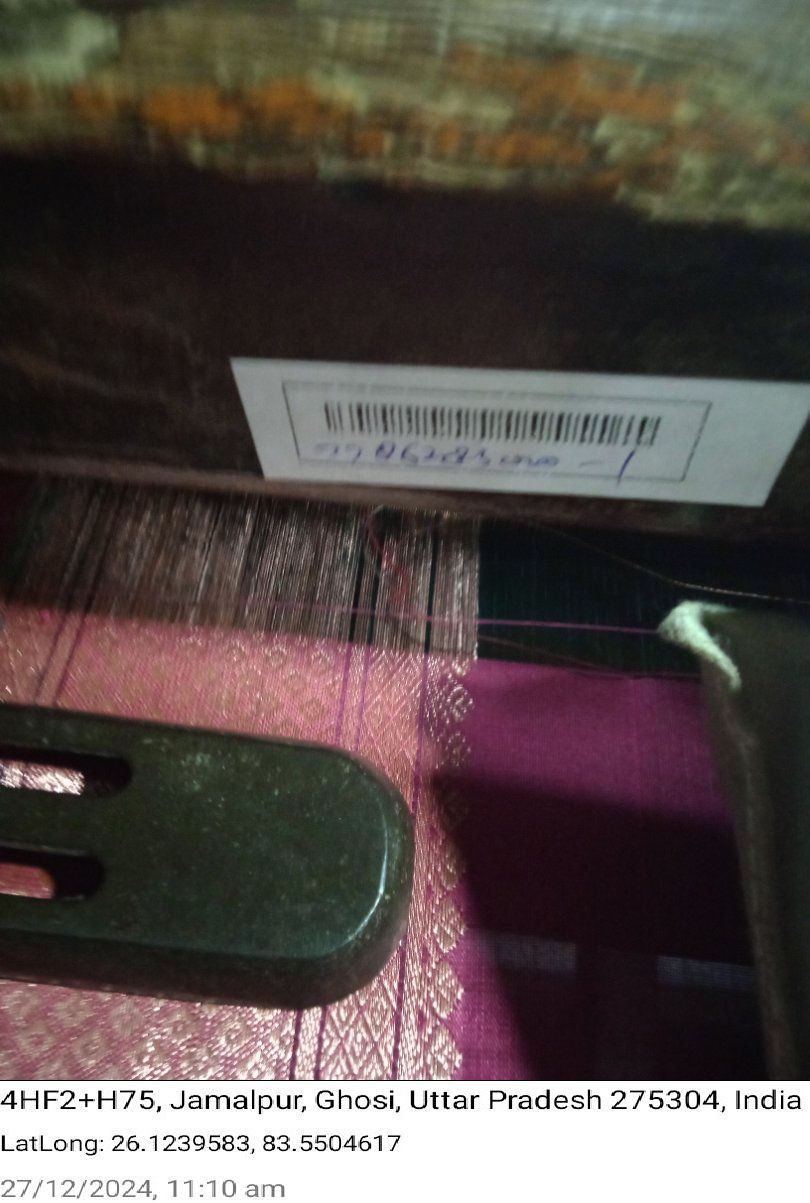 4HF2+H75, Jamalpur, Ghosi, Uttar Pradesh 275304, India
LatLong: 26.1239583, 83.5504617
27/12/2024, 11:10 am